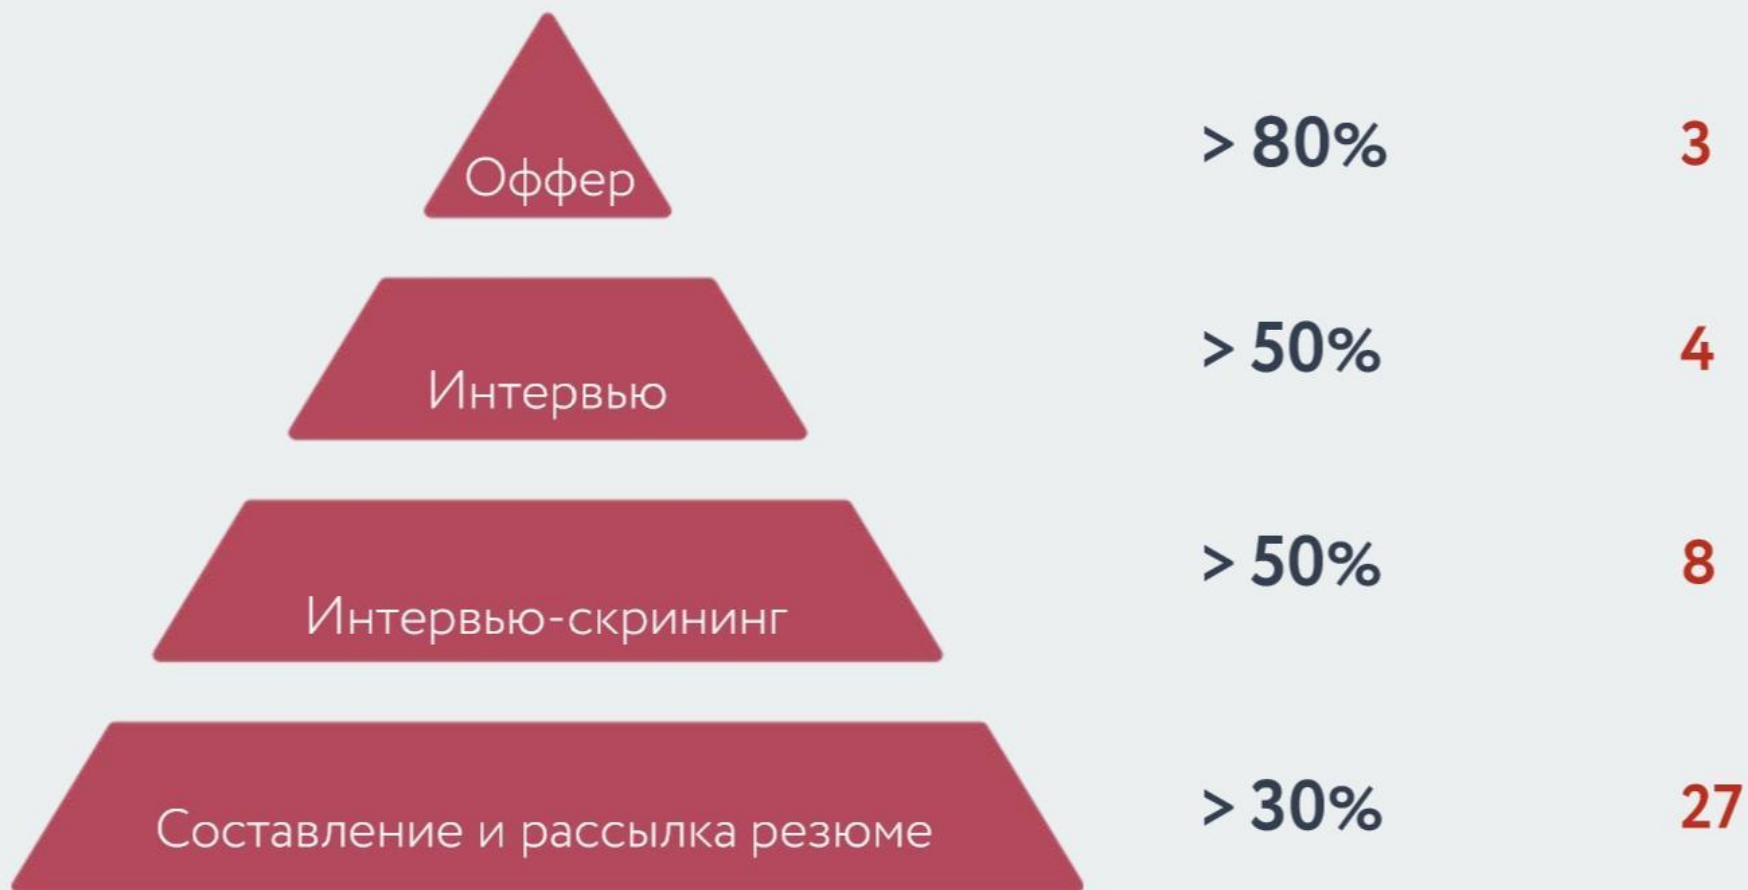 Оффер > 80% 3
Интервью > 50% 4
Интервью-скрининг > 50% 8
Составление и рассылка резюме > 30% 27